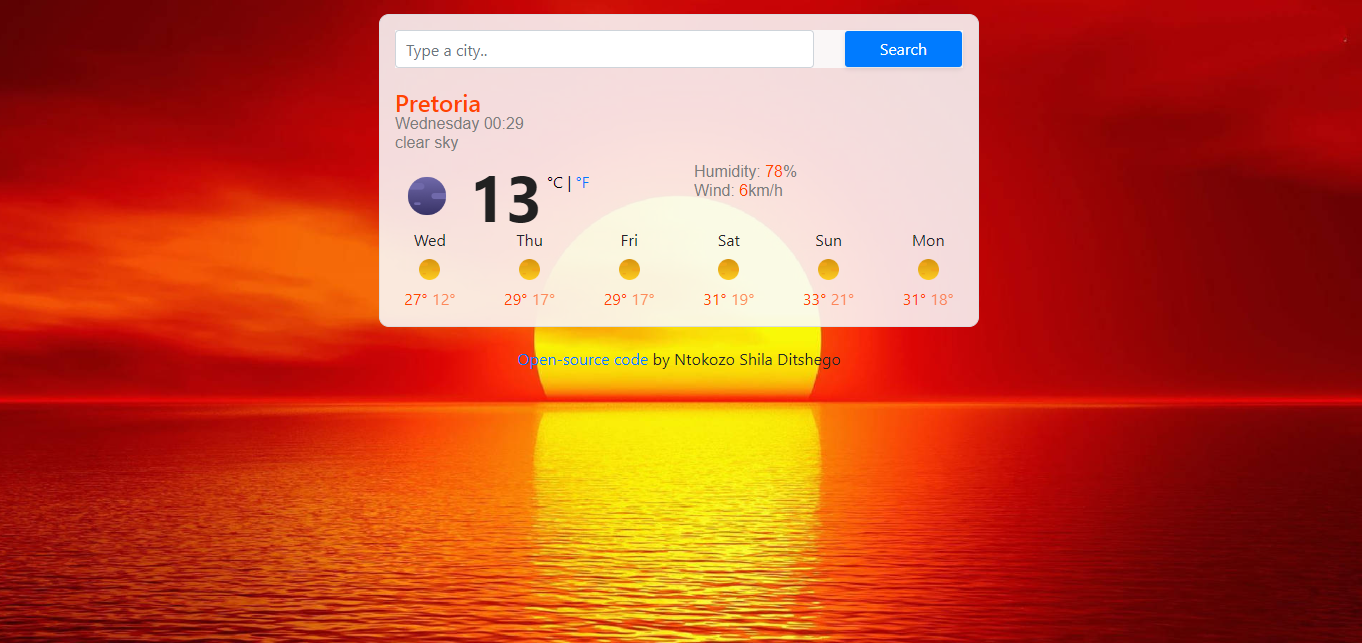 Type a city..
Search
Pretoria
Wednesday 00:29
clear sky
13 °C | °F
Humidity: 78%
Wind: 6km/h
Wed Thu Fri Sat Sun Mon
27° 12° 29° 17° 29° 17° 31° 19° 33° 21° 31° 18°
Open-source code by Ntokozo Shila Ditshego